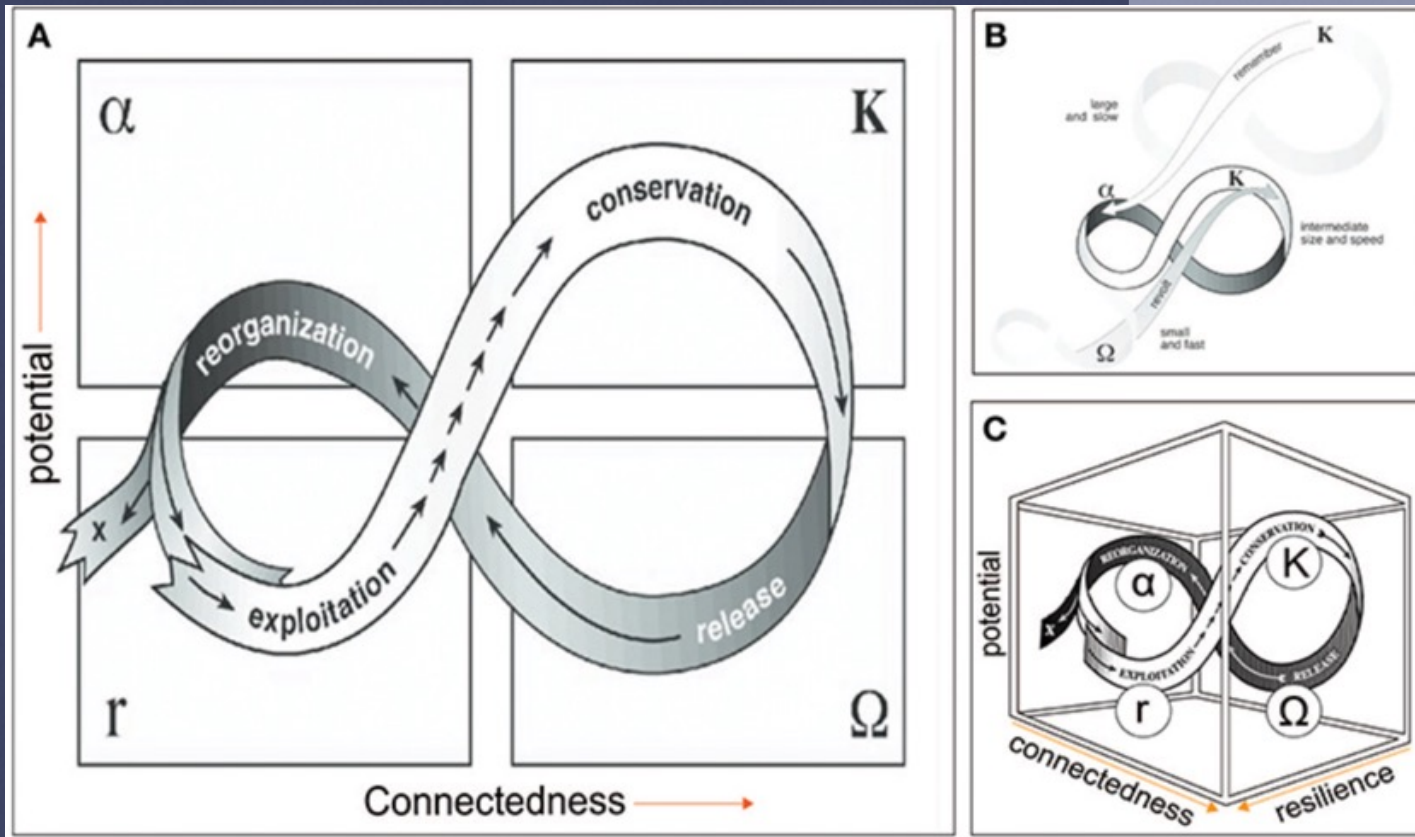 A
α
K
conservation
reorganization
potential
x
exploitation
release
r
Ω
Connectedness
B
K
remember
large
and slow
α
K
intermediate
size and speed
revolt
small
and fast
Ω
C
CONSERVATION
REORGANIZATION
K
α
potential
x
EXPLOITATION
RELEASE
r
Ω
connectedness
resilience